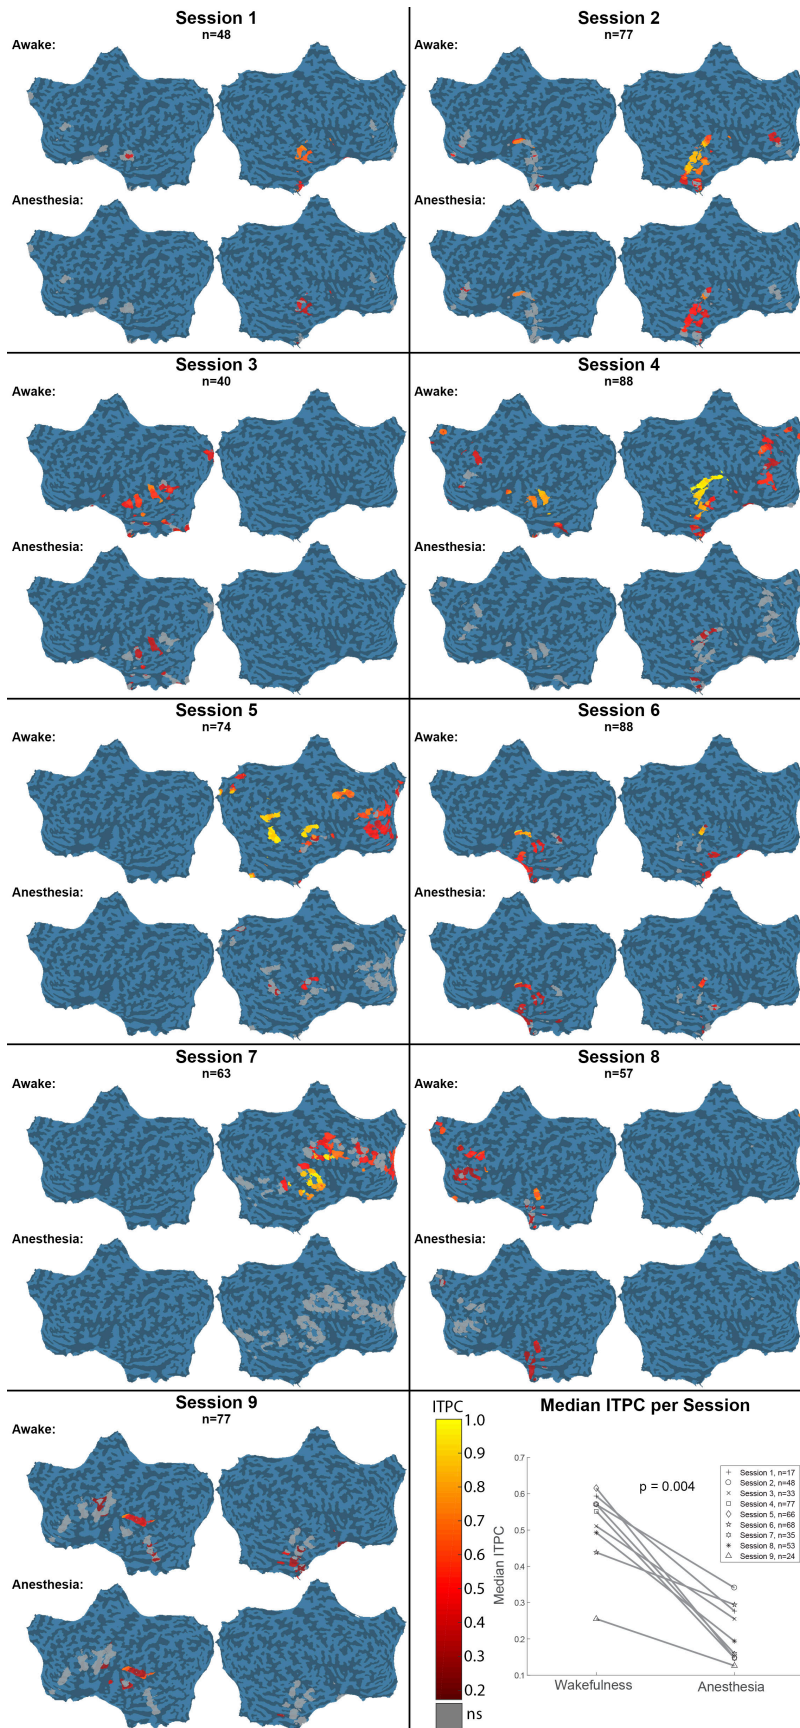 Session 1
n=48
Awake:
Anesthesia:
Session 2
n=77
Awake:
Anesthesia:
Session 3
n=40
Awake:
Anesthesia:
Session 4
n=88
Awake:
Anesthesia:
Session 5
n=74
Awake:
Anesthesia:
Session 6
n=88
Awake:
Anesthesia:
Session 7
n=63
Awake:
Anesthesia:
Session 8
n=57
Awake:
Anesthesia:
Session 9
n=77
Awake:
Anesthesia:
ITPC
1.0
0.9
0.8
0.7
0.6
0.5
0.4
0.3
0.2
ns
Median ITPC per Session
0.7
0.6
0.5
0.4
0.3
0.2
0.1
Median ITPC
p = 0.004
Session 1, n=17
Session 2, n=48
Session 3, n=33
Session 4, n=77
Session 5, n=66
Session 6, n=68
Session 7, n=35
Session 8, n=53
Session 9, n=24
Wakefulness
Anesthesia